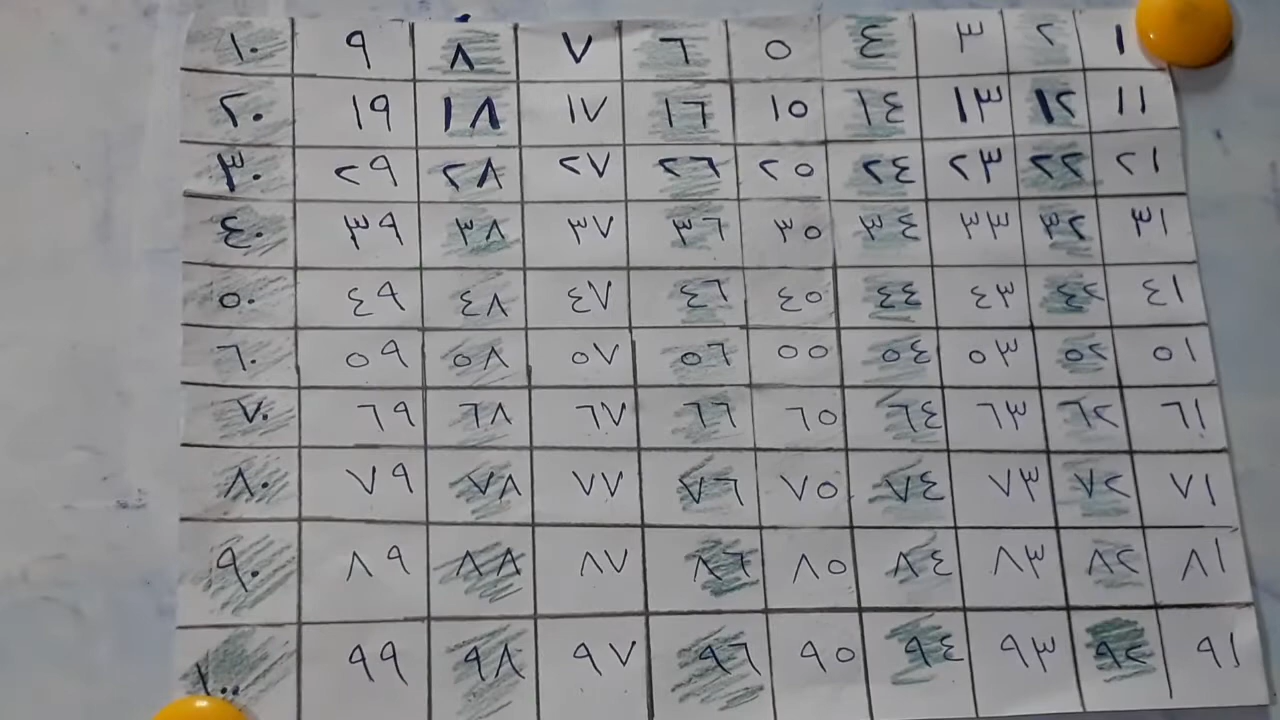 ١ ٢ ٣ ٤ ٥ ٦ ٧ ٨ ٩ ١٠
١١ ١٢ ١٣ ١٤ ١٥ ١٦ ١٧ ١٨ ١٩ ٢٠
٢١ ٢٢ ٢٣ ٢٤ ٢٥ ٢٦ ٢٧ ٢٨ ٢٩ ٣٠
٣١ ٣٢ ٣٣ ٣٤ ٣٥ ٣٦ ٣٧ ٣٨ ٣٩ ٤٠
٤١ ٤٢ ٤٣ ٤٤ ٤٥ ٤٦ ٤٧ ٤٨ ٤٩ ٥٠
٥١ ٥٢ ٥٣ ٥٤ ٥٥ ٥٦ ٥٧ ٥٨ ٥٩ ٦٠
٦١ ٦٢ ٦٣ ٦٤ ٦٥ ٦٦ ٦٧ ٦٨ ٦٩ ٧٠
٧١ ٧٢ ٧٣ ٧٤ ٧٥ ٧٦ ٧٧ ٧٨ ٧٩ ٨٠
٨١ ٨٢ ٨٣ ٨٤ ٨٥ ٨٦ ٨٧ ٨٨ ٨٩ ٩٠
٩١ ٩٢ ٩٣ ٩٤ ٩٥ ٩٦ ٩٧ ٩٨ ٩٩ ١٠٠